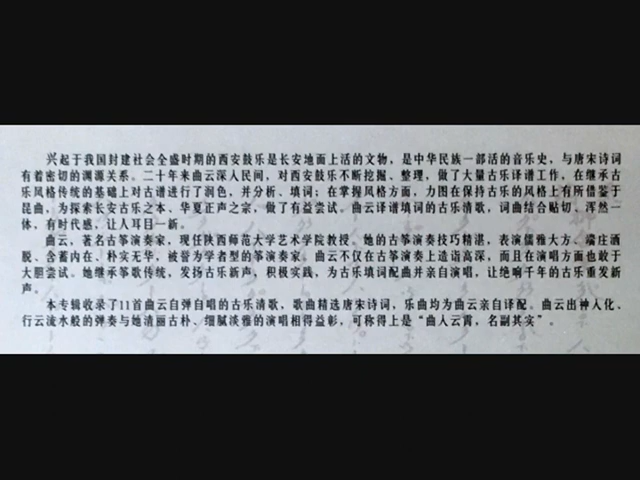 兴起于我国封建社会全盛时期的西安鼓乐是长安地面上活的文物，是中华民族一部活的音乐史，与唐宋诗词
有着密切的渊源关系。二十年来曲云深入民间，对西安鼓乐不断挖掘、整理，做了大量古乐译谱工作，在继承古
乐风格传统的基础上对古谱进行了润色，并分析、填词；在掌握风格方面，力图在保持古乐的风格上有所借鉴于
昆曲，为探索长安古乐之本、华夏正声之宗，做了有益尝试。曲云译谱填词的古乐清歌，词曲结合贴切、浑然一
体，有时代感，让人耳目一新。
曲云，著名古筝演奏家，现任陕西师范大学艺术学院教授。她的古筝演奏技巧精湛，表演儒雅大方、端庄洒
脱、含蓄内在、朴实无华，被誉为学者型的筝演奏家。曲云不仅在古筝演奏上造诣高深，而且在演唱方面也敢于
大胆尝试。她继承筝歌传统，发扬古乐新声，积极实践，为古乐填词配曲并亲自演唱，让绝响千年的古乐重发新
声。
本专辑收录了11首曲云自弹自唱的古乐清歌，歌曲精选唐宋诗词，乐曲均为曲云亲自译配。曲云出神入化、
行云流水般的弹奏与她清丽古朴、细腻淡雅的演唱相得益彰，可称得上是“曲入云霄，名副其实”。